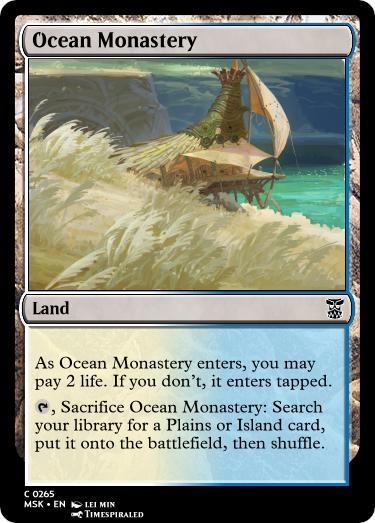 Ocean Monastery
Land
As Ocean Monastery enters, you may
pay 2 life. If you don't, it enters tapped.
, Sacrifice Ocean Monastery: Search
your library for a Plains or Island card,
put it onto the battlefield, then shuffle.
C 0265
MSK • EN LEI MIN
Timespiraled